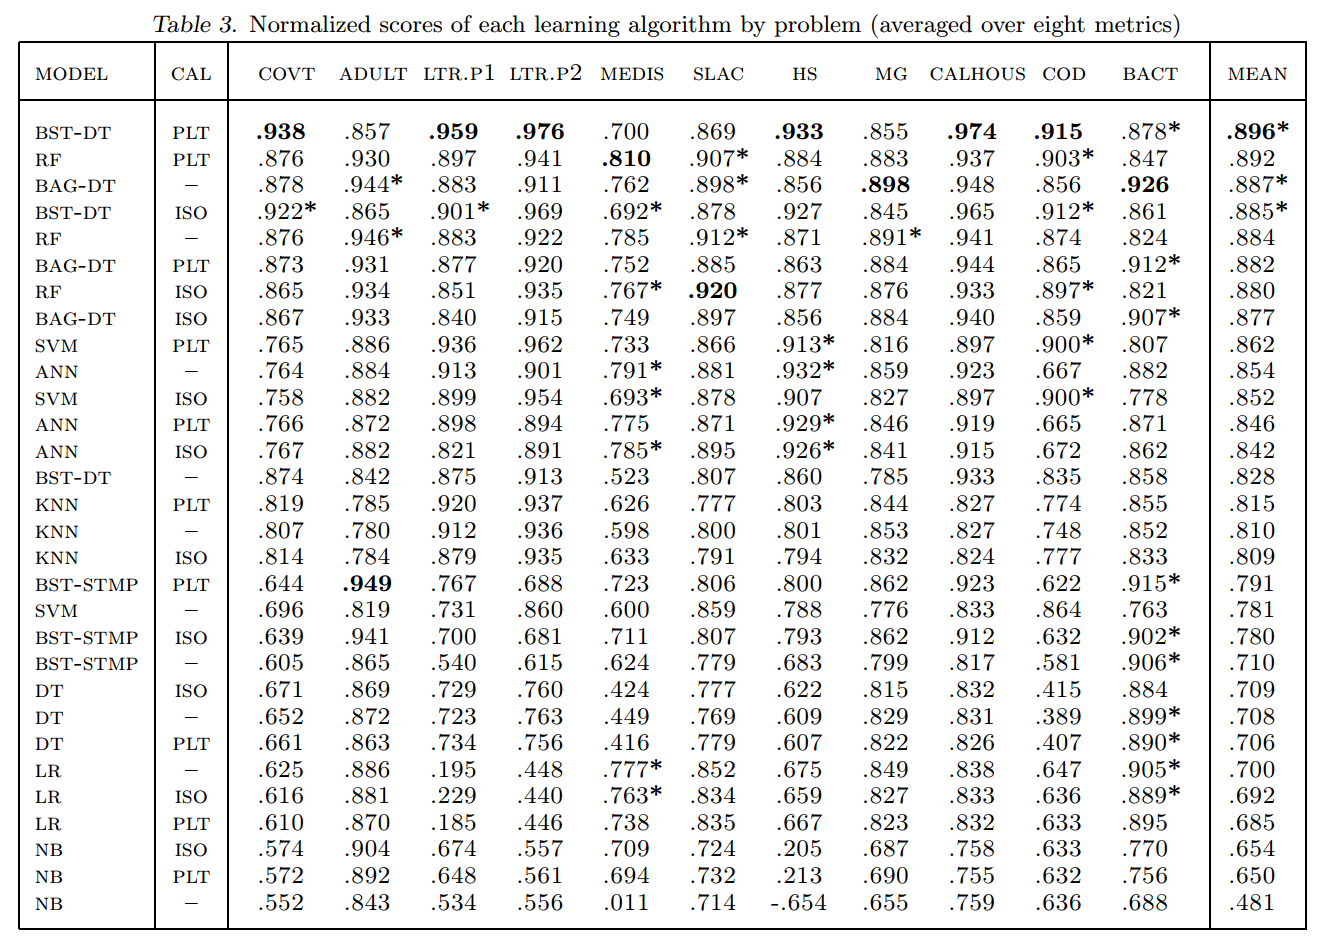 Table 3. Normalized scores of each learning algorithm by problem (averaged over eight metrics)
MODEL CAL COVT ADULT LTR.P1 LTR.P2 MEDIS SLAC HS MG CALHOUS COD BACT MEAN
BST-DT PLT .938 .857 .959 .976 .700 .869 .933 .855 .974 .915 .878* .896*
RF PLT .876 .930 .897 .941 .810 .907* .884 .883 .937 .903* .847 .892
BAG-DT – .878 .944* .883 .911 .762 .898* .856 .898 .948 .856 .926 .887*
BST-DT ISO .922* .865 .901* .969 .692* .878 .927 .845 .965 .912* .861 .885*
RF – .876 .946* .883 .922 .785 .912* .871 .891* .941 .874 .824 .884
BAG-DT PLT .873 .931 .877 .920 .752 .885 .863 .884 .944 .865 .912* .882
RF ISO .865 .934 .851 .935 .767* .920 .877 .876 .933 .897* .821 .880
BAG-DT ISO .867 .933 .840 .915 .749 .897 .856 .884 .940 .859 .907* .877
SVM PLT .765 .886 .936 .962 .733 .866 .913* .816 .897 .900* .807 .862
ANN – .764 .884 .913 .901 .791* .881 .932* .859 .923 .667 .882 .854
SVM ISO .758 .882 .899 .954 .693* .878 .907 .827 .897 .900* .778 .852
ANN PLT .766 .872 .898 .894 .775 .871 .929* .846 .919 .665 .871 .846
ANN ISO .767 .882 .821 .891 .785* .895 .926* .841 .915 .672 .862 .842
BST-DT – .874 .842 .875 .913 .523 .807 .860 .785 .933 .835 .858 .828
KNN PLT .819 .785 .920 .937 .626 .777 .803 .844 .827 .774 .855 .815
KNN – .807 .780 .912 .936 .598 .800 .801 .853 .827 .748 .852 .810
KNN ISO .814 .784 .879 .935 .633 .791 .794 .832 .824 .777 .833 .809
BST-STMP PLT .644 .949 .767 .688 .723 .806 .800 .862 .923 .622 .915* .791
SVM – .696 .819 .731 .860 .600 .859 .788 .776 .833 .864 .763 .781
BST-STMP ISO .639 .941 .700 .681 .711 .807 .793 .862 .912 .632 .902* .780
BST-STMP – .605 .865 .540 .615 .624 .779 .683 .799 .817 .581 .906* .710
DT ISO .671 .869 .729 .760 .424 .777 .622 .815 .832 .415 .884 .709
DT – .652 .872 .723 .763 .449 .769 .609 .829 .831 .389 .899* .708
DT PLT .661 .863 .734 .756 .416 .779 .607 .822 .826 .407 .890* .706
LR – .625 .886 .195 .448 .777* .852 .675 .849 .838 .647 .905* .700
LR ISO .616 .881 .229 .440 .763* .834 .659 .827 .833 .636 .889* .692
LR PLT .610 .870 .185 .446 .738 .835 .667 .823 .832 .633 .895 .685
NB ISO .574 .904 .674 .557 .709 .724 .205 .687 .758 .633 .770 .654
NB PLT .572 .892 .648 .561 .694 .732 .213 .690 .755 .632 .756 .650
NB – .552 .843 .534 .556 .011 .714 -.654 .655 .759 .636 .688 .481